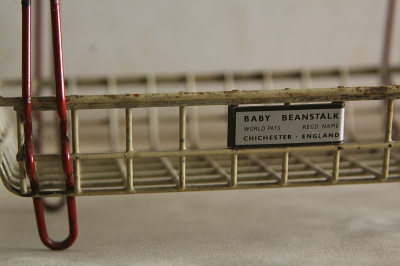 BABY BEANSTALK
WORLD PATS REGD. NAME
CHICHESTER · ENGLAND